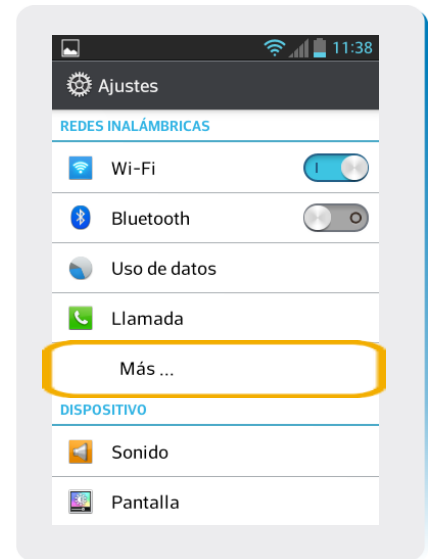 11:38
Ajustes
REDES INALÁMBRICAS
Wi-Fi
Bluetooth
Uso de datos
Llamada
Más ...
DISPOSITIVO
Sonido
Pantalla